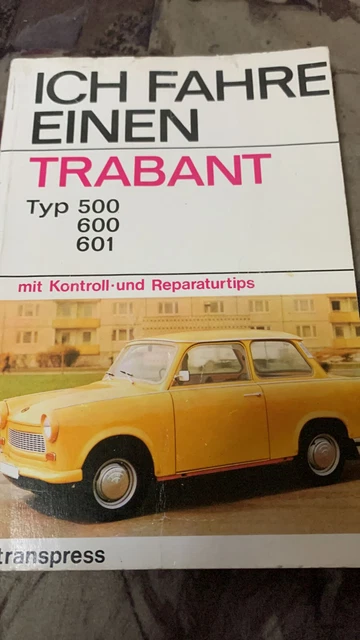 ICH FAHRE
EINEN
TRABANT
Typ 500
600
601
mit Kontroll-und Reparaturtips
transpress